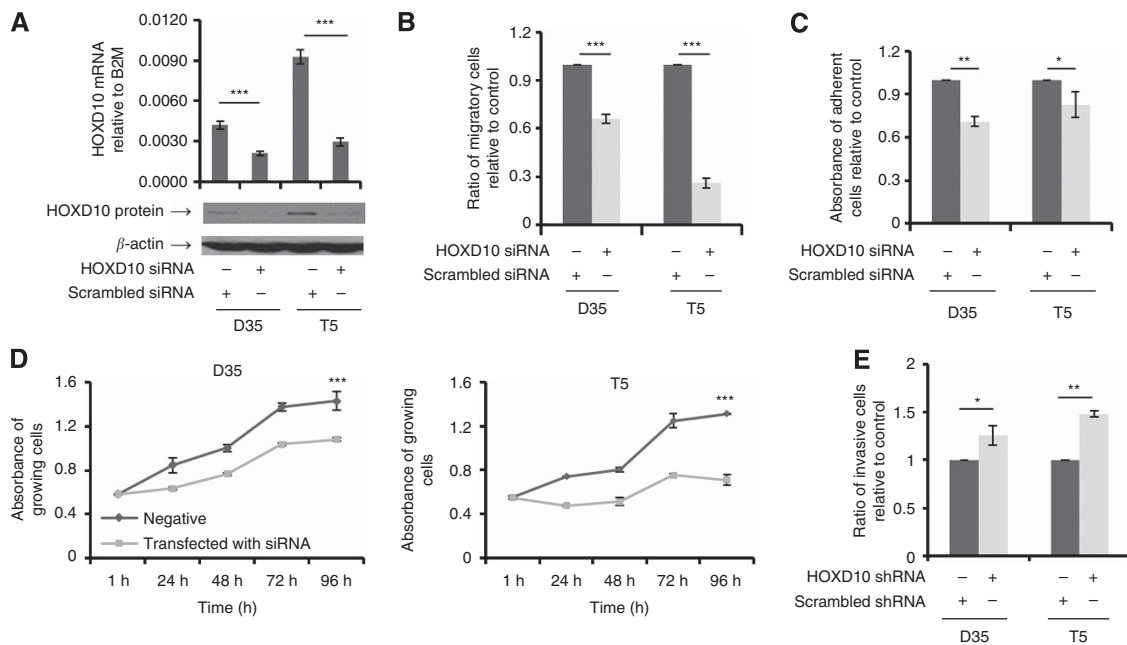 A
HOXD10 mRNA
relative to B2M
0.0120
0.0090
0.0060
0.0030
0.0000
***
***
HOXD10 protein →
β-actin →
HOXD10 siRNA – + – +
Scrambled siRNA + – + –
D35 T5
B
Ratio of migratory cells
relative to control
1.2
0.9
0.6
0.3
0
*** ***
HOXD10 siRNA – + – +
Scrambled siRNA + – + –
D35 T5
C
Absorbance of adherent
cells relative to control
1.2
0.9
0.6
0.3
0
** *
HOXD10 siRNA – + – +
Scrambled siRNA + – + –
D35 T5
D
D35
Absorbance of
growing cells
1.6
1.2
0.8
0.4
0
***
Negative
Transfected with siRNA
1 h 24 h 48 h 72 h 96 h
Time (h)
T5
Absorbance of growing
cells
1.6
1.2
0.8
0.4
0
***
1 h 24 h 48 h 72 h 96 h
Time (h)
E
Ratio of invasive cells
relative to control
2
1.5
1
0.5
0
* **
HOXD10 shRNA – + – +
Scrambled shRNA + – + –
D35 T5